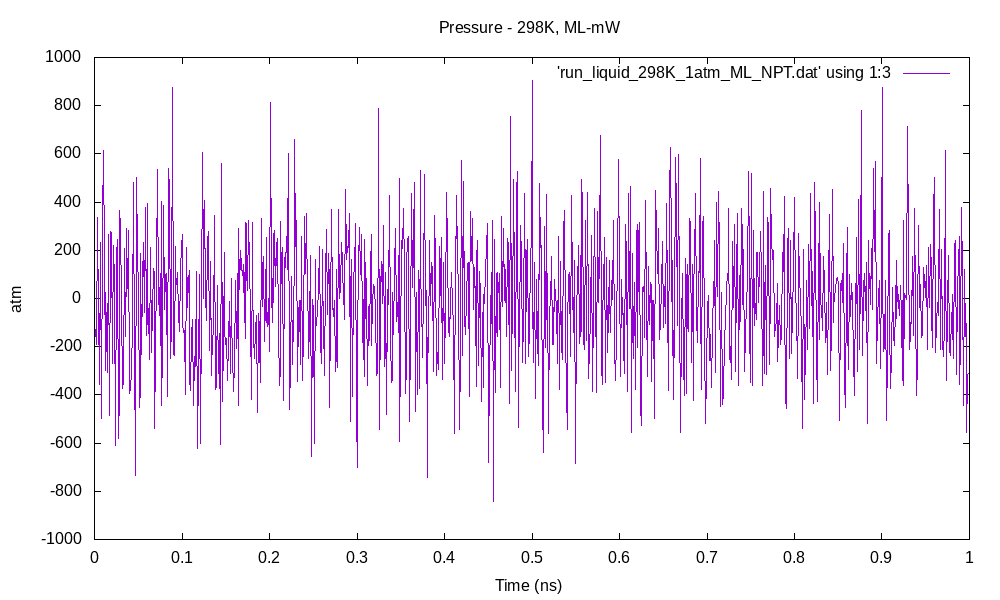 Pressure - 298K, ML-mW
'run_liquid_298K_1atm_ML_NPT.dat' using 1:3
1000
800
600
400
200
0
-200
-400
-600
-800
-1000
atm
0 0.1 0.2 0.3 0.4 0.5 0.6 0.7 0.8 0.9 1
Time (ns)